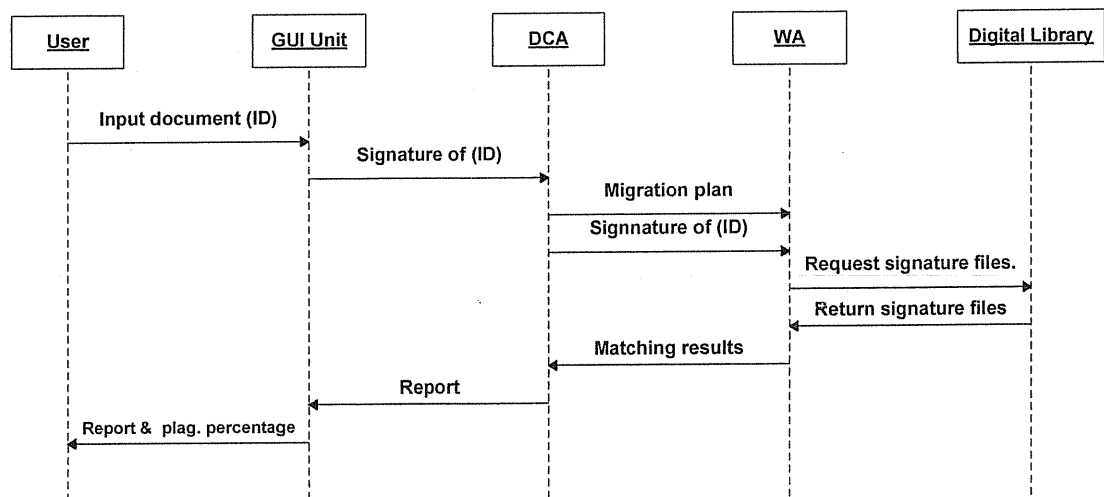 User
GUI Unit
DCA
WA
Digital Library
Input document (ID)
Signature of (ID)
Migration plan
Signnature of (ID)
Request signature files.
Return signature files
Matching results
Report
Report & plag. percentage